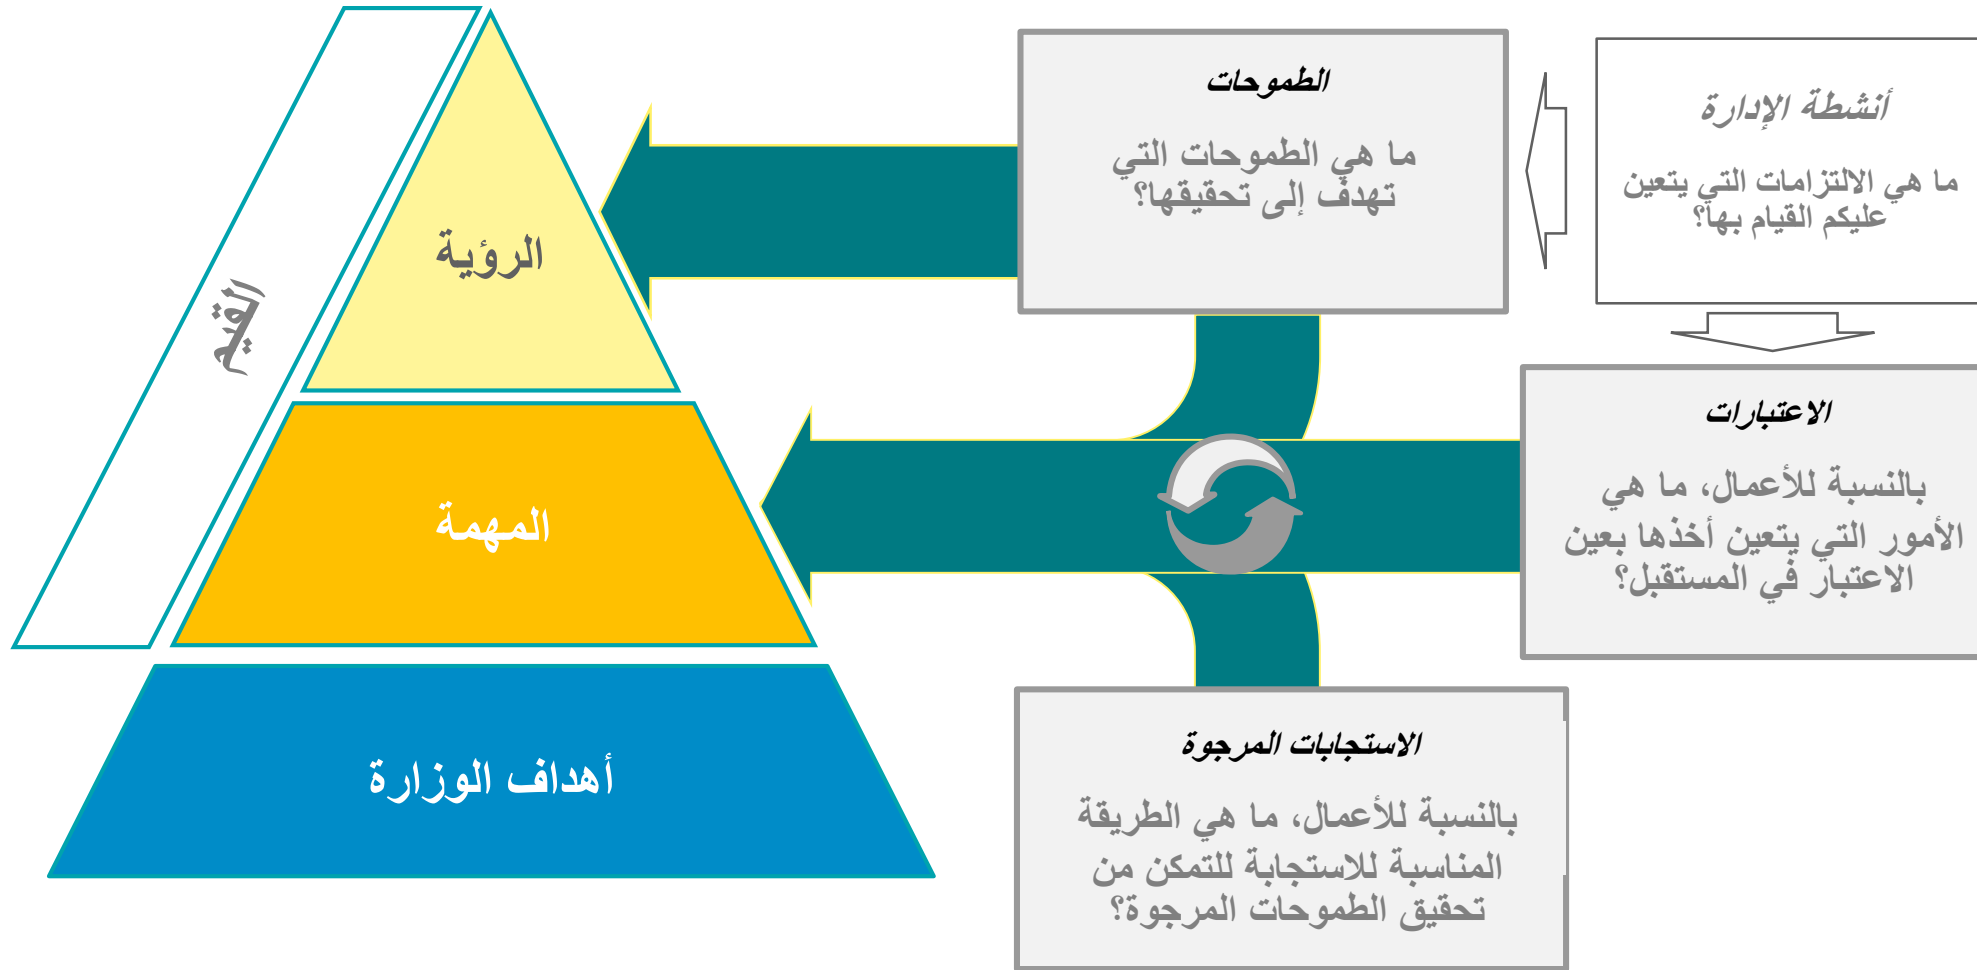 أنشطة الإدارة
ما هي الالتزامات التي يتعين
عليكم القيام بها؟
الطموحات
ما هي الطموحات التي
تهدف إلى تحقيقها؟
الرؤية
القيم
الاعتبارات
بالنسبة للأعمال، ما هي
الأمور التي يتعين أخذها بعين
الاعتبار في المستقبل؟
المهمة
الاستجابات المرجوة
بالنسبة للأعمال، ما هي الطريقة
المناسبة للاستجابة للتمكن من
تحقيق الطموحات المرجوة؟
أهداف الوزارة